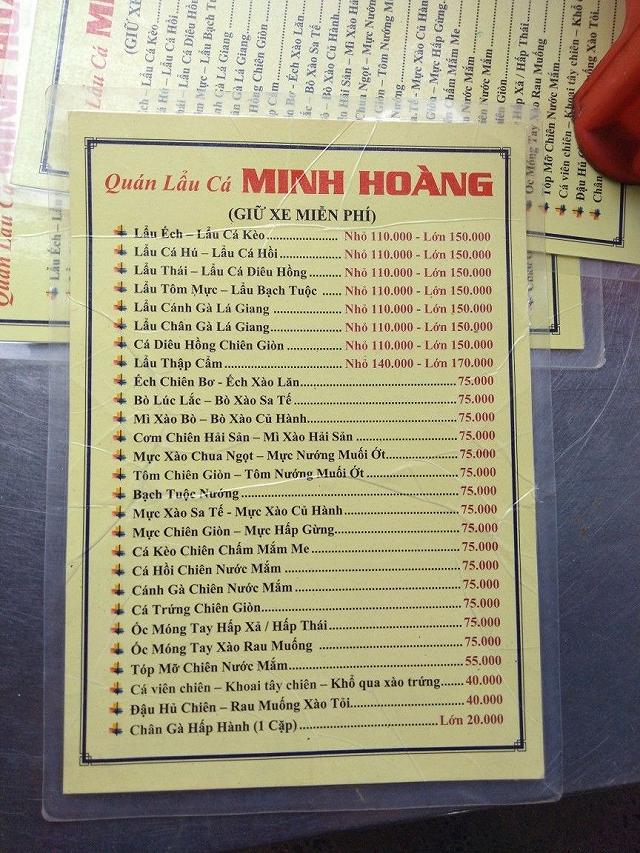 Quán Lẩu Cá MINH HOÀNG
(GIỮ XE MIỄN PHÍ)
Lẩu Ếch – Lẩu Cá Kèo.................... Nhỏ 110.000 - Lớn 150.000
Lẩu Cá Hú – Lẩu Cá Hồi................ Nhỏ 110.000 - Lớn 150.000
Lẩu Thái – Lẩu Cá Diêu Hồng........ Nhỏ 110.000 - Lớn 150.000
Lẩu Tôm Mực – Lẩu Bạch Tuộc ..... Nhỏ 110.000 - Lớn 150.000
Lẩu Cánh Gà Lá Giang ................. Nhỏ 110.000 - Lớn 150.000
Lẩu Chân Gà Lá Giang.................. Nhỏ 110.000 - Lớn 150.000
Cá Diêu Hồng Chiên Giòn .............. Nhỏ 110.000 - Lớn 150.000
Lẩu Thập Cẩm............................... Nhỏ 140.000 - Lớn 170.000
Ếch Chiên Bơ - Ếch Xào Lăn........................................75.000
Bò Lúc Lắc – Bò Xào Sa Tế..........................................75.000
Mì Xào Bò – Bò Xào Củ Hành......................................75.000
Cơm Chiên Hải Sản – Mì Xào Hải Sản .........................75.000
Mực Xào Chua Ngọt – Mực Nướng Muối Ớt..................75.000
Tôm Chiên Giòn – Tôm Nướng Muối Ớt.......................75.000
Bạch Tuộc Nướng.......................................................75.000
Mực Xào Sa Tế - Mực Xào Củ Hành............................75.000
Mực Chiên Giòn – Mực Hấp Gừng..............................75.000
Cá Kèo Chiên Chấm Mắm Me.....................................75.000
Cá Hồi Chiên Nước Mắm ...........................................75.000
Cánh Gà Chiên Nước Mắm.........................................75.000
Cá Trứng Chiên Giòn.................................................75.000
Ốc Móng Tay Hấp Xả / Hấp Thái.................................75.000
Ốc Móng Tay Xào Rau Muống ...................................75.000
Tóp Mỡ Chiên Nước Mắm..........................................55.000
Cá viên chiên – Khoai tây chiên – Khổ qua xào trứng......40.000
Đậu Hủ Chiên – Rau Muống Xào Tỏi...........................40.000
Chân Gà Hấp Hành (1 Cặp)..................................Lớn 20.000